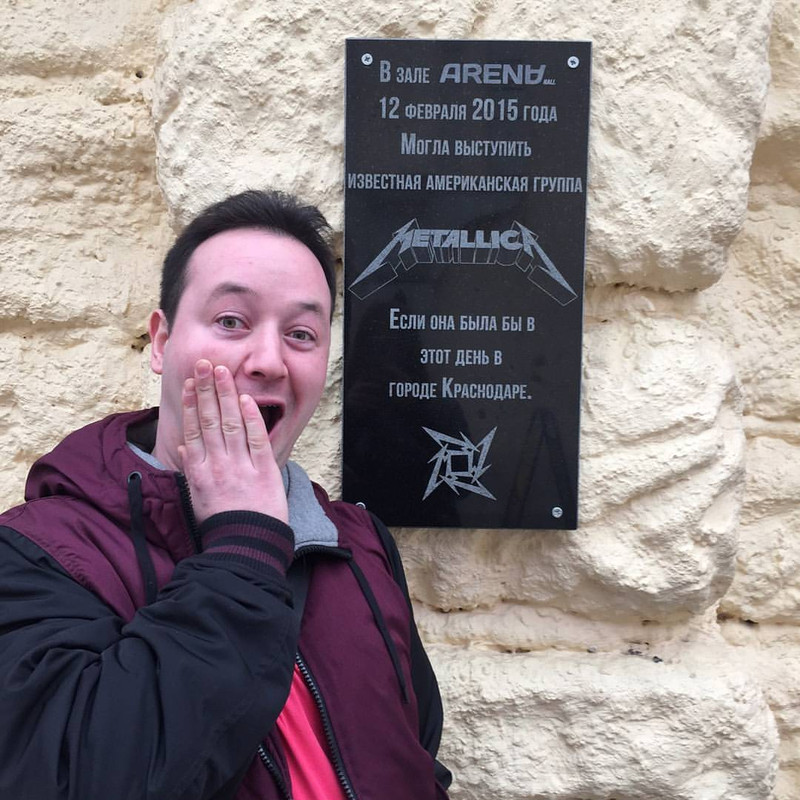 В зале ARENA HALL
12 февраля 2015 года
Могла выступить
известная американская группа
METALLICA
Если она была бы в
этот день в
городе Краснодаре.